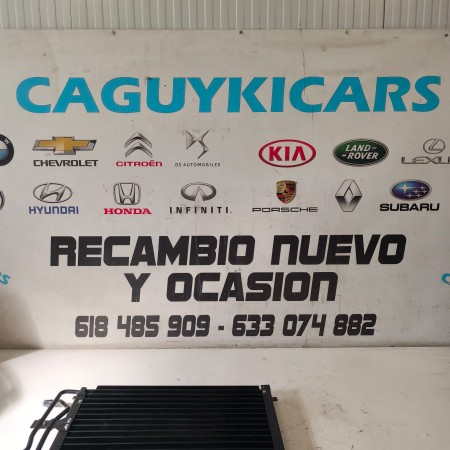 CAGUYKICARS
CHEVROLET CITROËN DS AUTOMOBILES KIA LAND ROVER LEXU
HYUNDAI HONDA INFINITI PORSCHE SUBARU
RECAMBIO NUEVO
Y OCASION
618 485 909 - 633 074 882